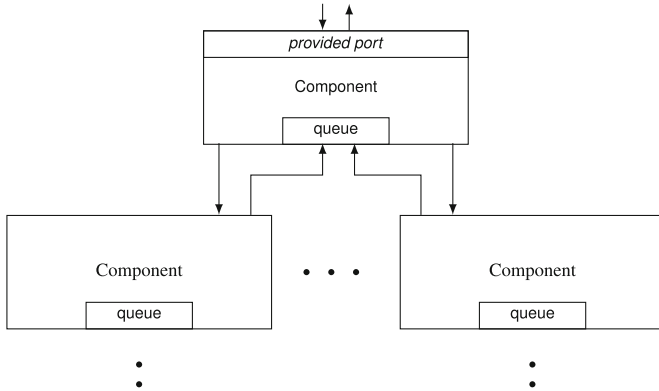 provided port
Component
queue
Component
Component
queue
queue